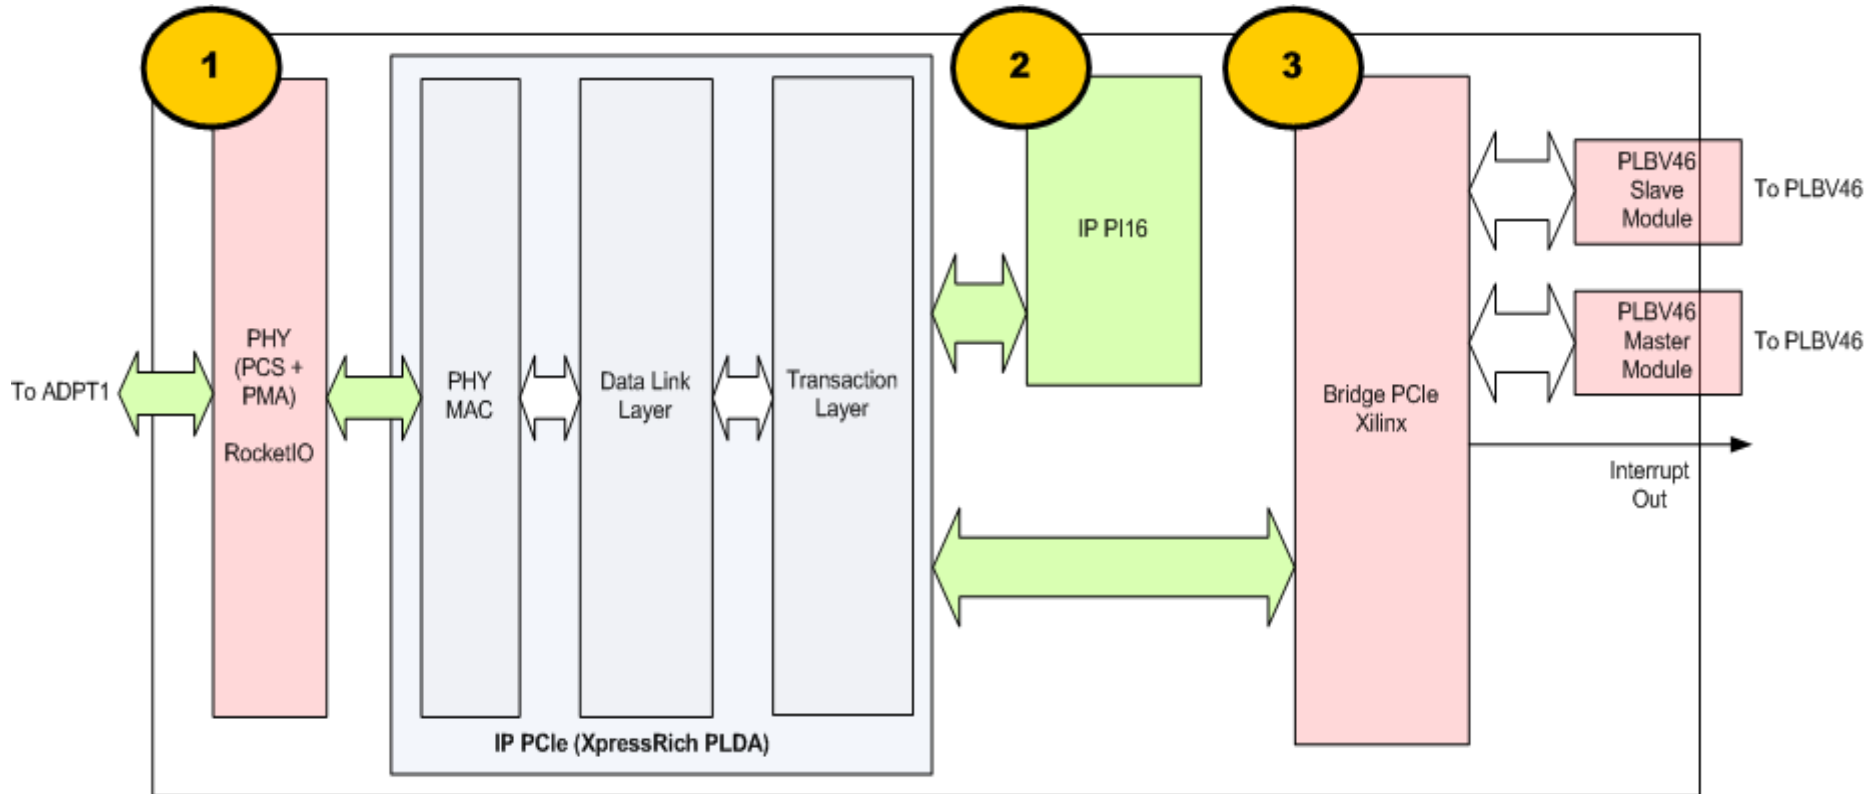 1
2
3
PLBV46
Slave
Module
To PLBV46
IP PI16
PLBV46
Master
Module
To PLBV46
PHY
(PCS +
PMA)
RocketIO
To ADPT1
PHY
MAC
Data Link
Layer
Transaction
Layer
Bridge PCIe
Xilinx
Interrupt
Out
IP PCIe (XpressRich PLDA)